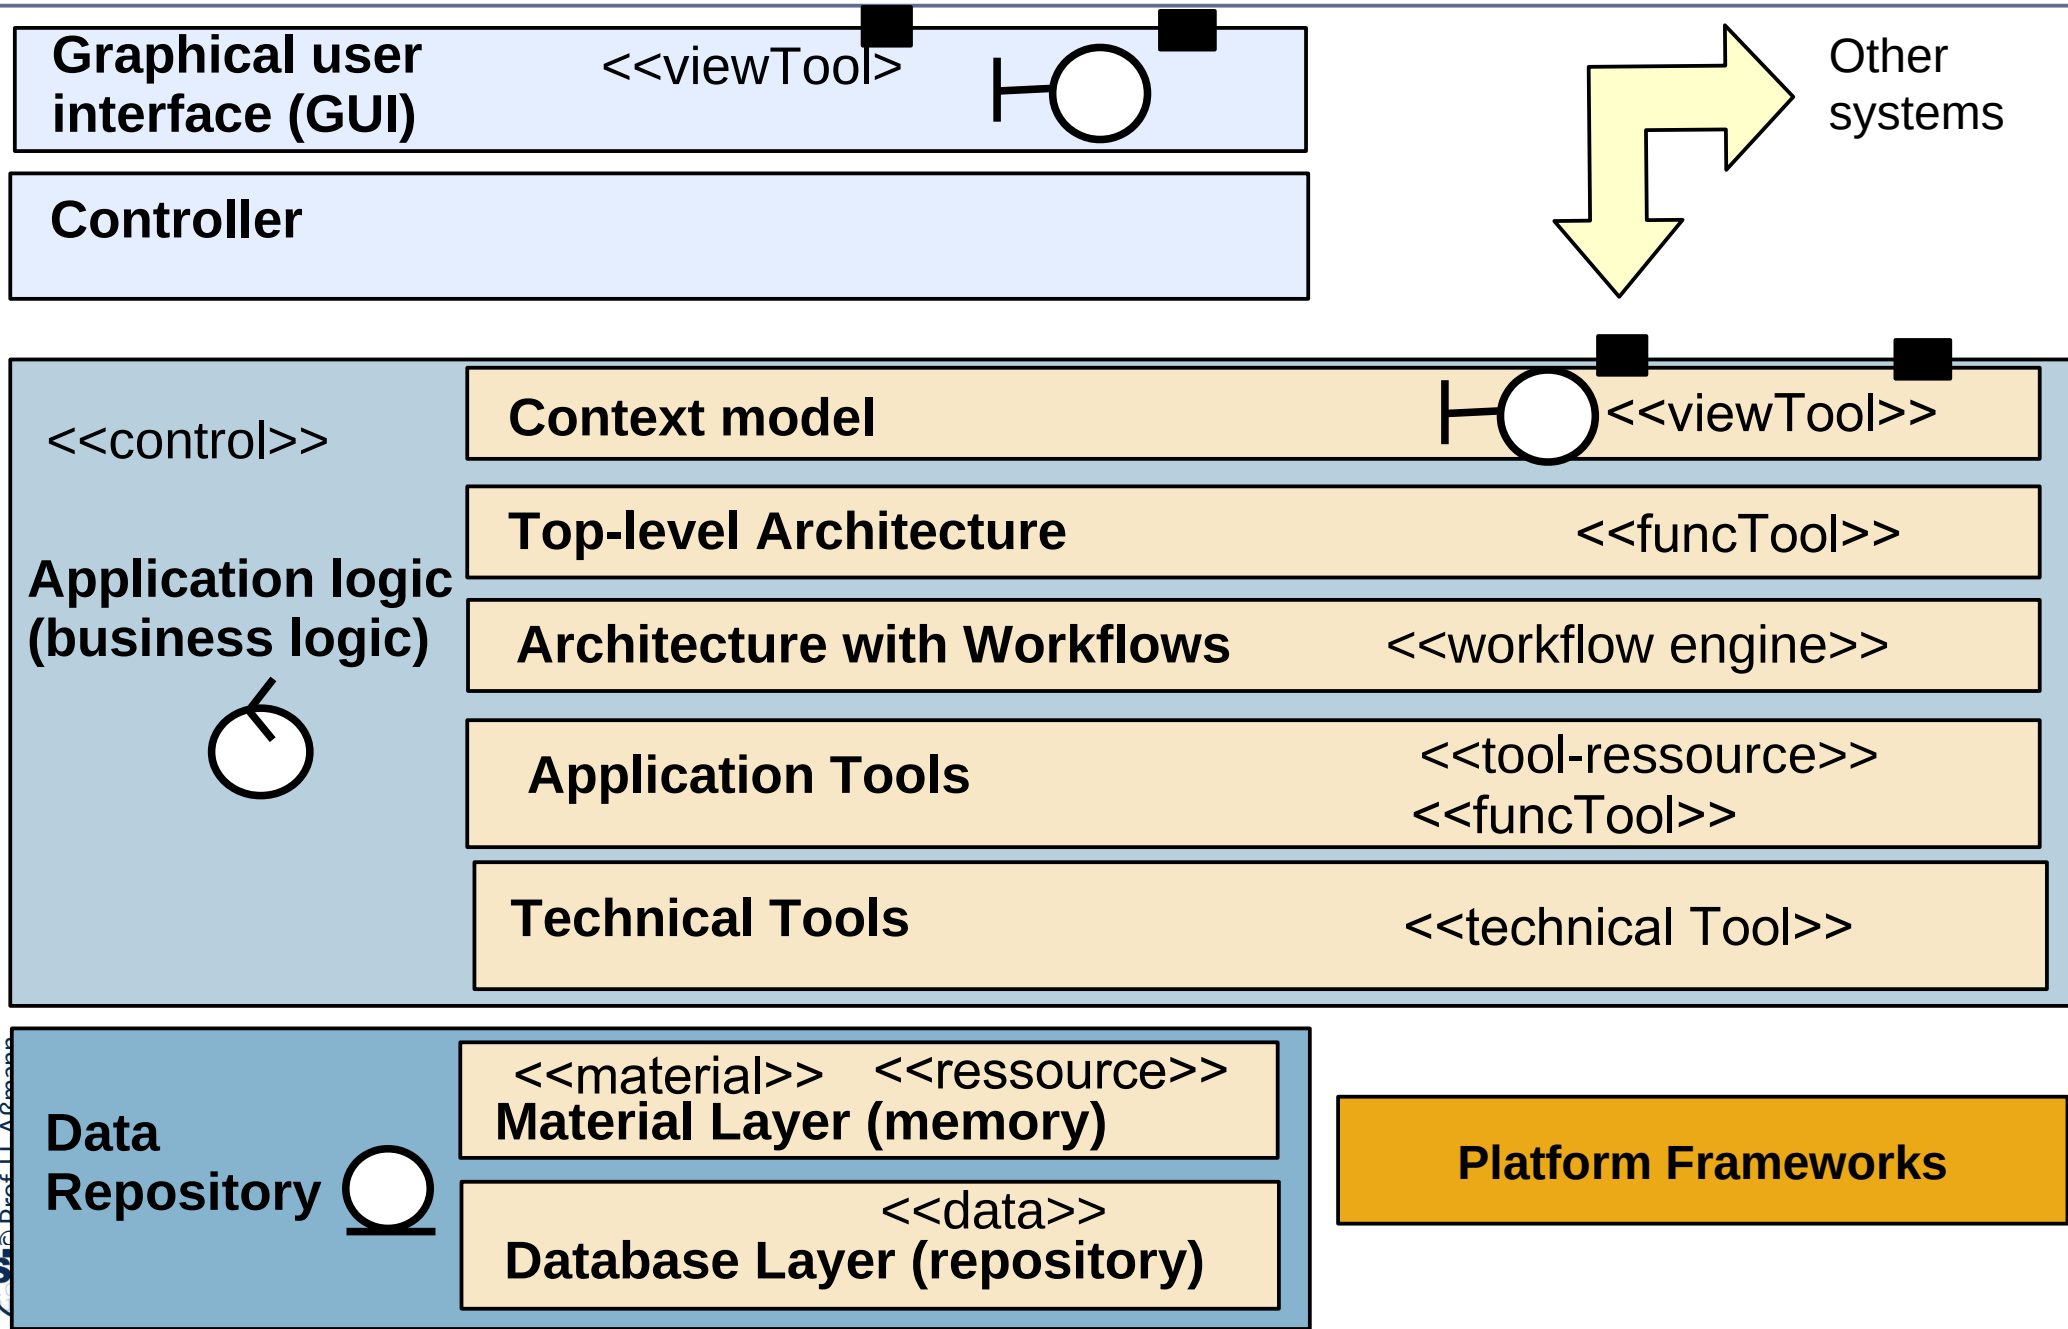 Graphical user
interface (GUI)
<<viewTool>
Other
systems
Controller
<<control>>
Context model
<<viewTool>>
Top-level Architecture
<<funcTool>>
Application logic
(business logic)
Architecture with Workflows
<<workflow engine>>
Application Tools
<<tool-ressource>>
<<funcTool>>
Technical Tools
<<technical Tool>>
Data
Repository
<<material>> <<ressource>>
Material Layer (memory)
<<data>>
Database Layer (repository)
Platform Frameworks